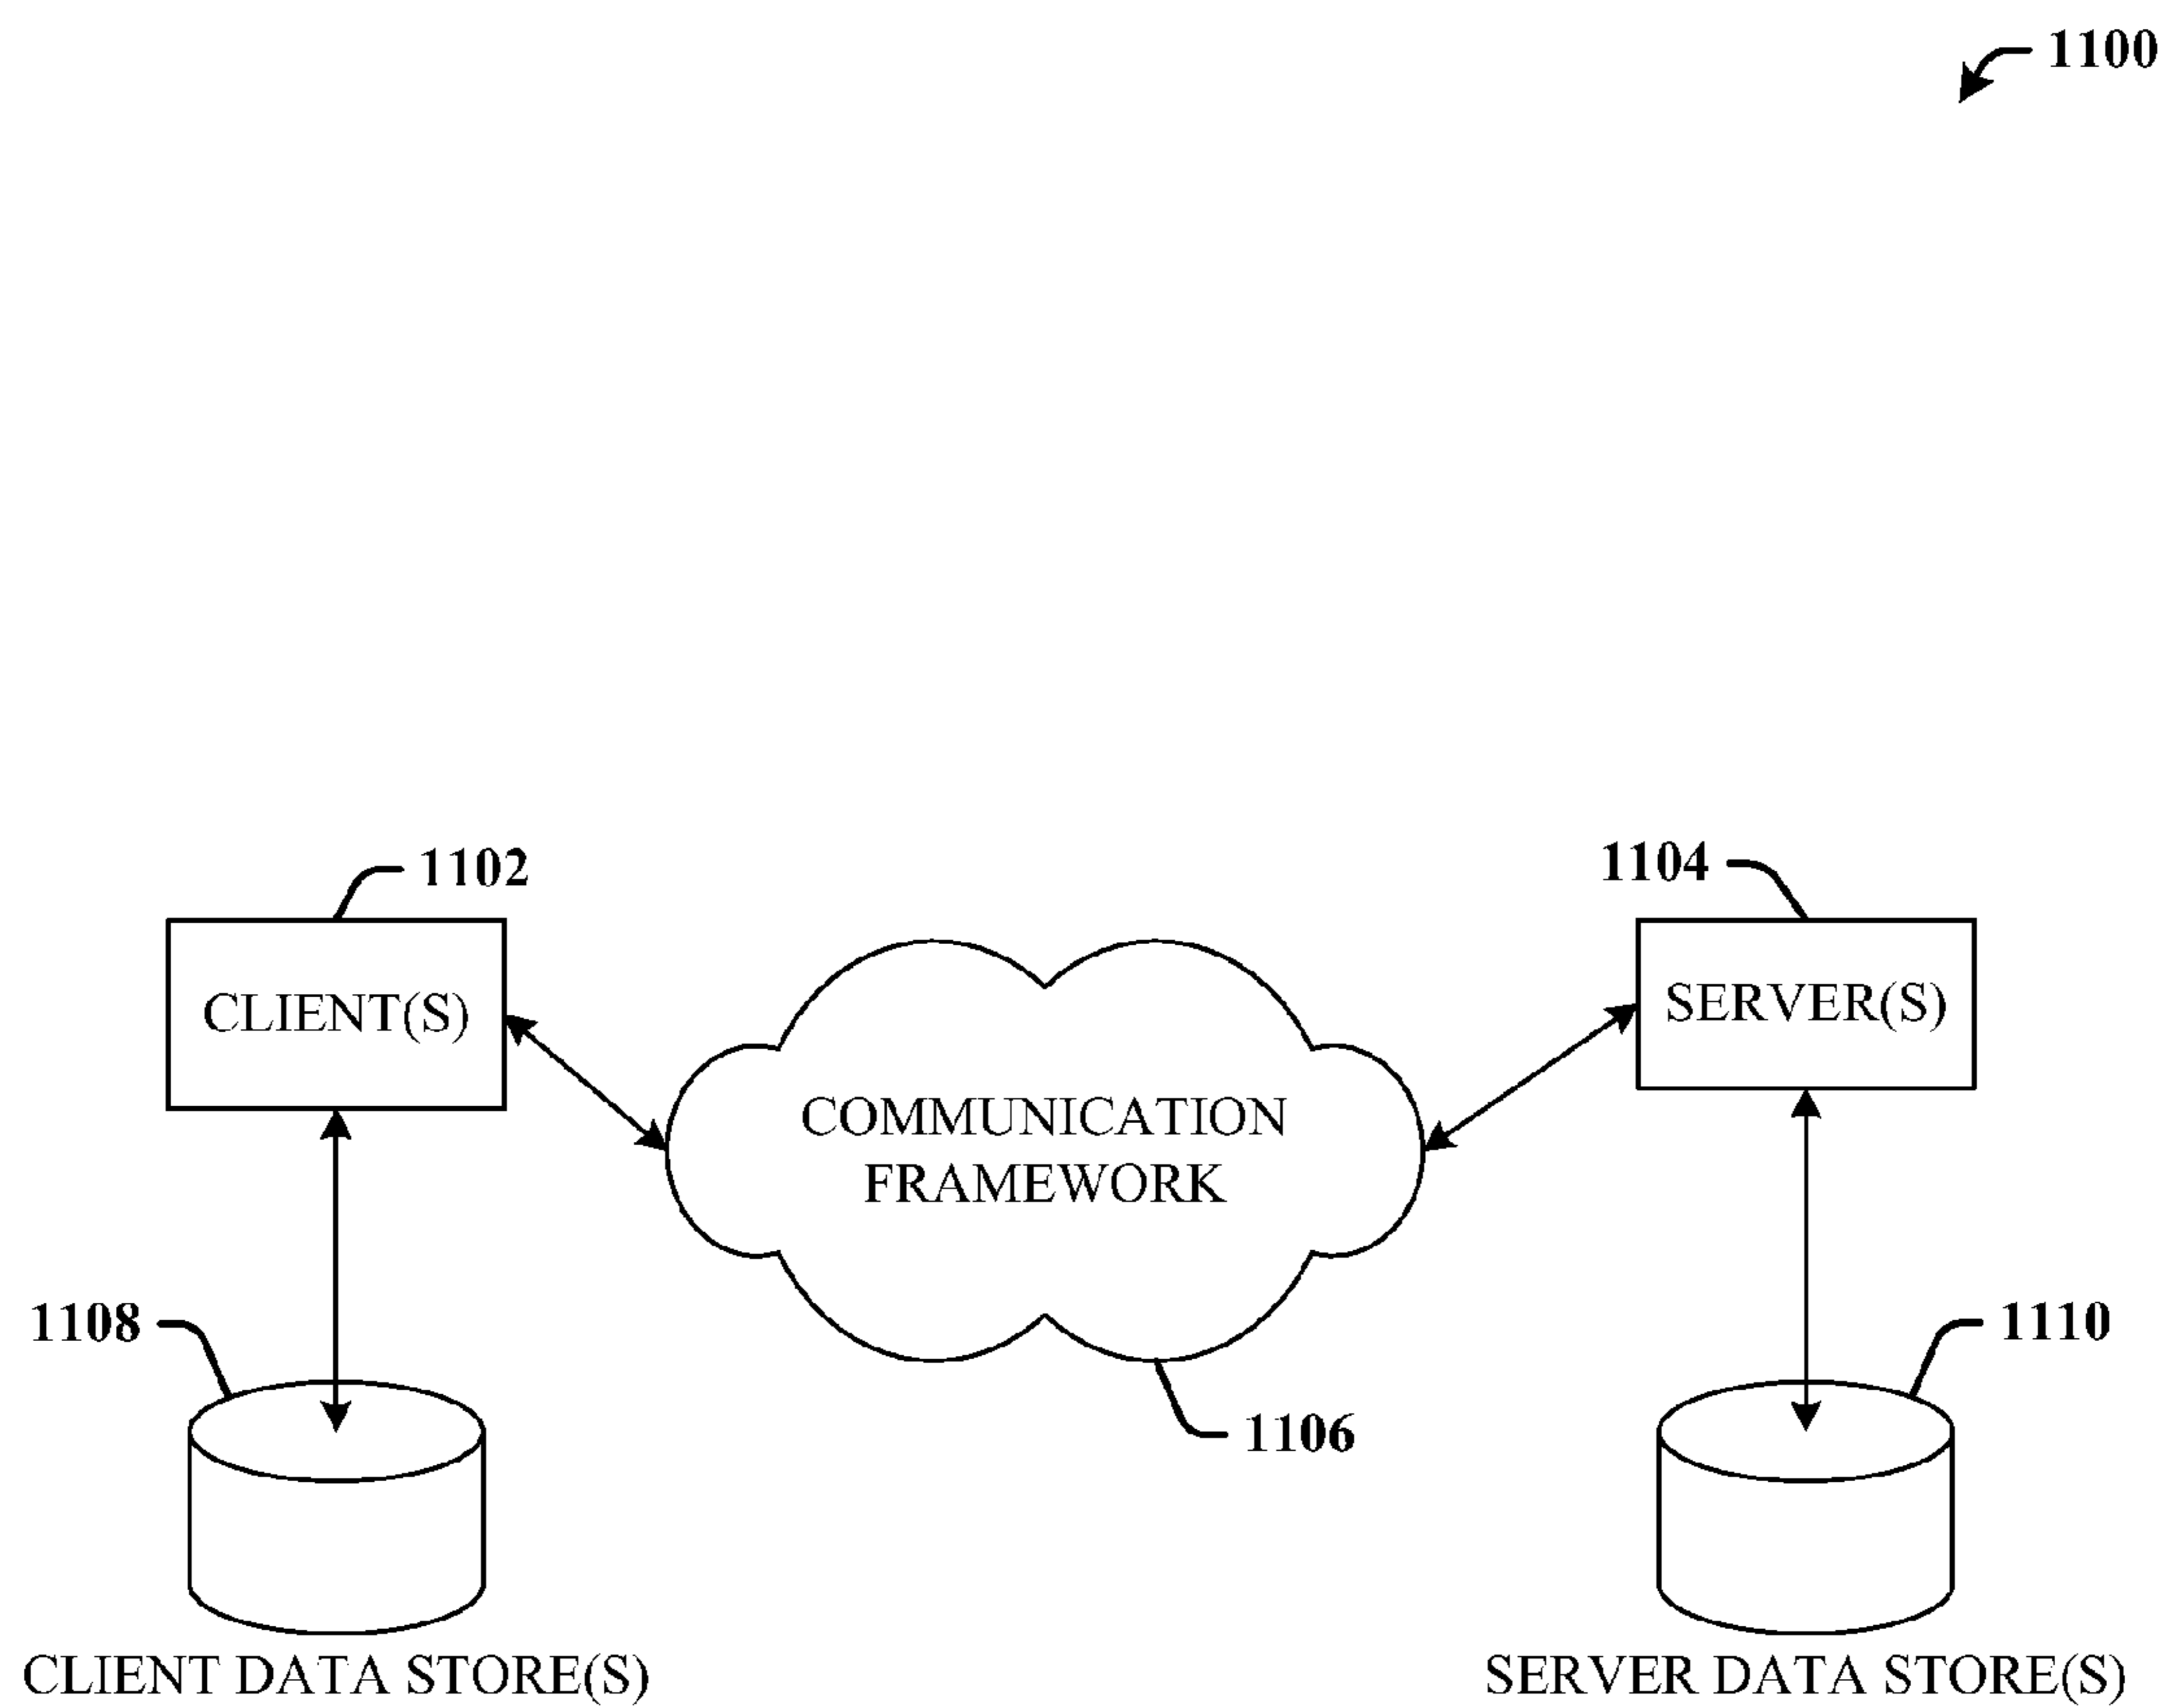 1100
1102
1104
CLIENT(S)
SERVER(S)
COMMUNICATION
FRAMEWORK
1108
1110
1106
CLIENT DATA STORE(S)
SERVER DATA STORE(S)